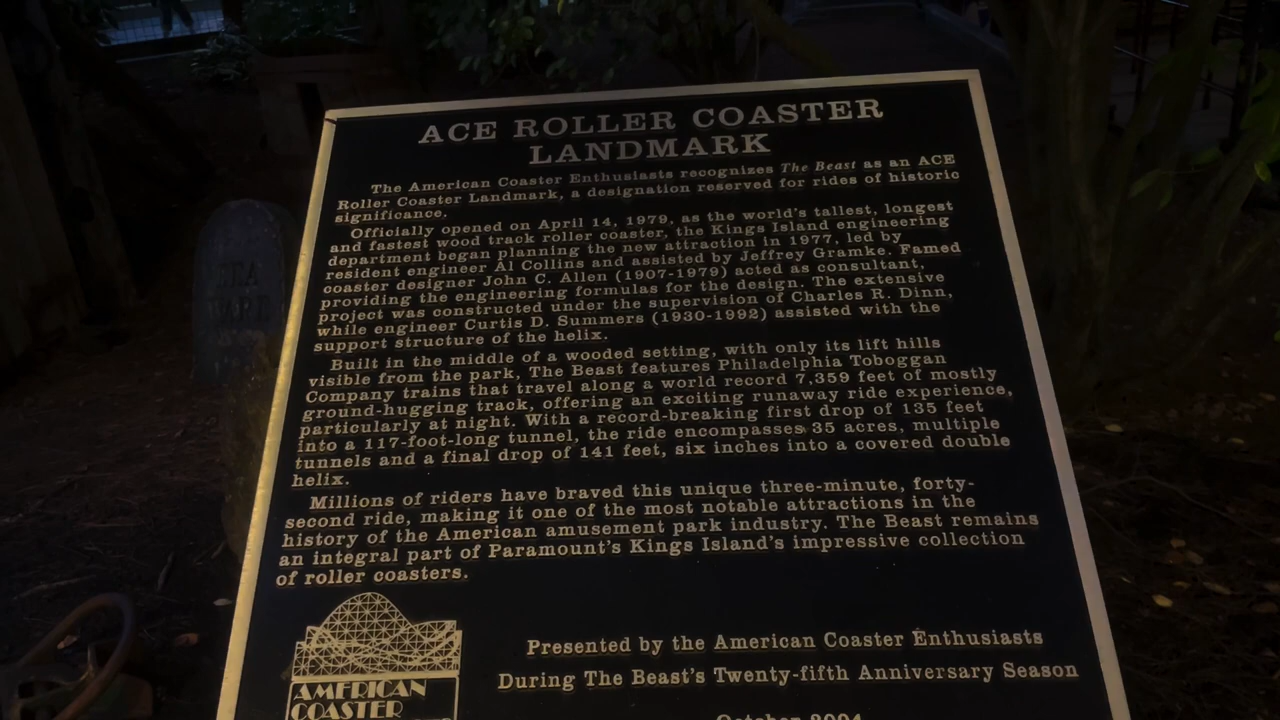 ACE ROLLER COASTER
LANDMARK
The American Coaster Enthusiasts recognizes The Beast as an ACE
Roller Coaster Landmark, a designation reserved for rides of historic
significance.
Officially opened on April 14, 1979, as the world's tallest, longest
and fastest wood track roller coaster, the Kings Island engineering
department began planning the new attraction in 1977, led by
resident engineer Al Collins and assisted by Jeffrey Gramke. Famed
coaster designer John C. Allen (1907-1979) acted as consultant,
providing the engineering formulas for the design. The extensive
project was constructed under the supervision of Charles R. Dinn,
while engineer Curtis D. Summers (1930-1992) assisted with the
support structure of the helix.
Built in the middle of a wooded setting, with only its lift hills
visible from the park, The Beast features Philadelphia Toboggan
Company trains that travel along a world record 7,359 feet of mostly
ground-hugging track, offering an exciting runaway ride experience,
particularly at night. With a record-breaking first drop of 135 feet
into a 117-foot-long tunnel, the ride encompasses 35 acres, multiple
tunnels and a final drop of 141 feet, six inches into a covered double
helix.
Millions of riders have braved this unique three-minute, forty-
second ride, making it one of the most notable attractions in the
history of the American amusement park industry. The Beast remains
an integral part of Paramount's Kings Island's impressive collection
of roller coasters.
Presented by the American Coaster Enthusiasts
During The Beast's Twenty-fifth Anniversary Season
October 2004
AMERICAN
COASTER